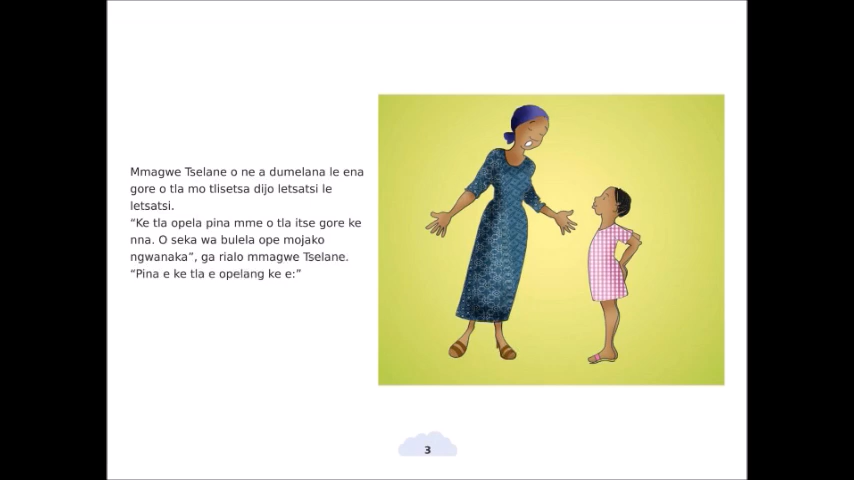 Mmagwe Tselane o ne a dumelana le ena
gore o tla mo tlisetsa dijo letsatsi le
letsatsi.
“Ke tla opela pina mme o tla itse gore ke
nna. O seka wa bulela ope mojako
ngwanaka”, ga rialo mmagwe Tselane.
“Pina e ke tla e opelang ke e:”
3